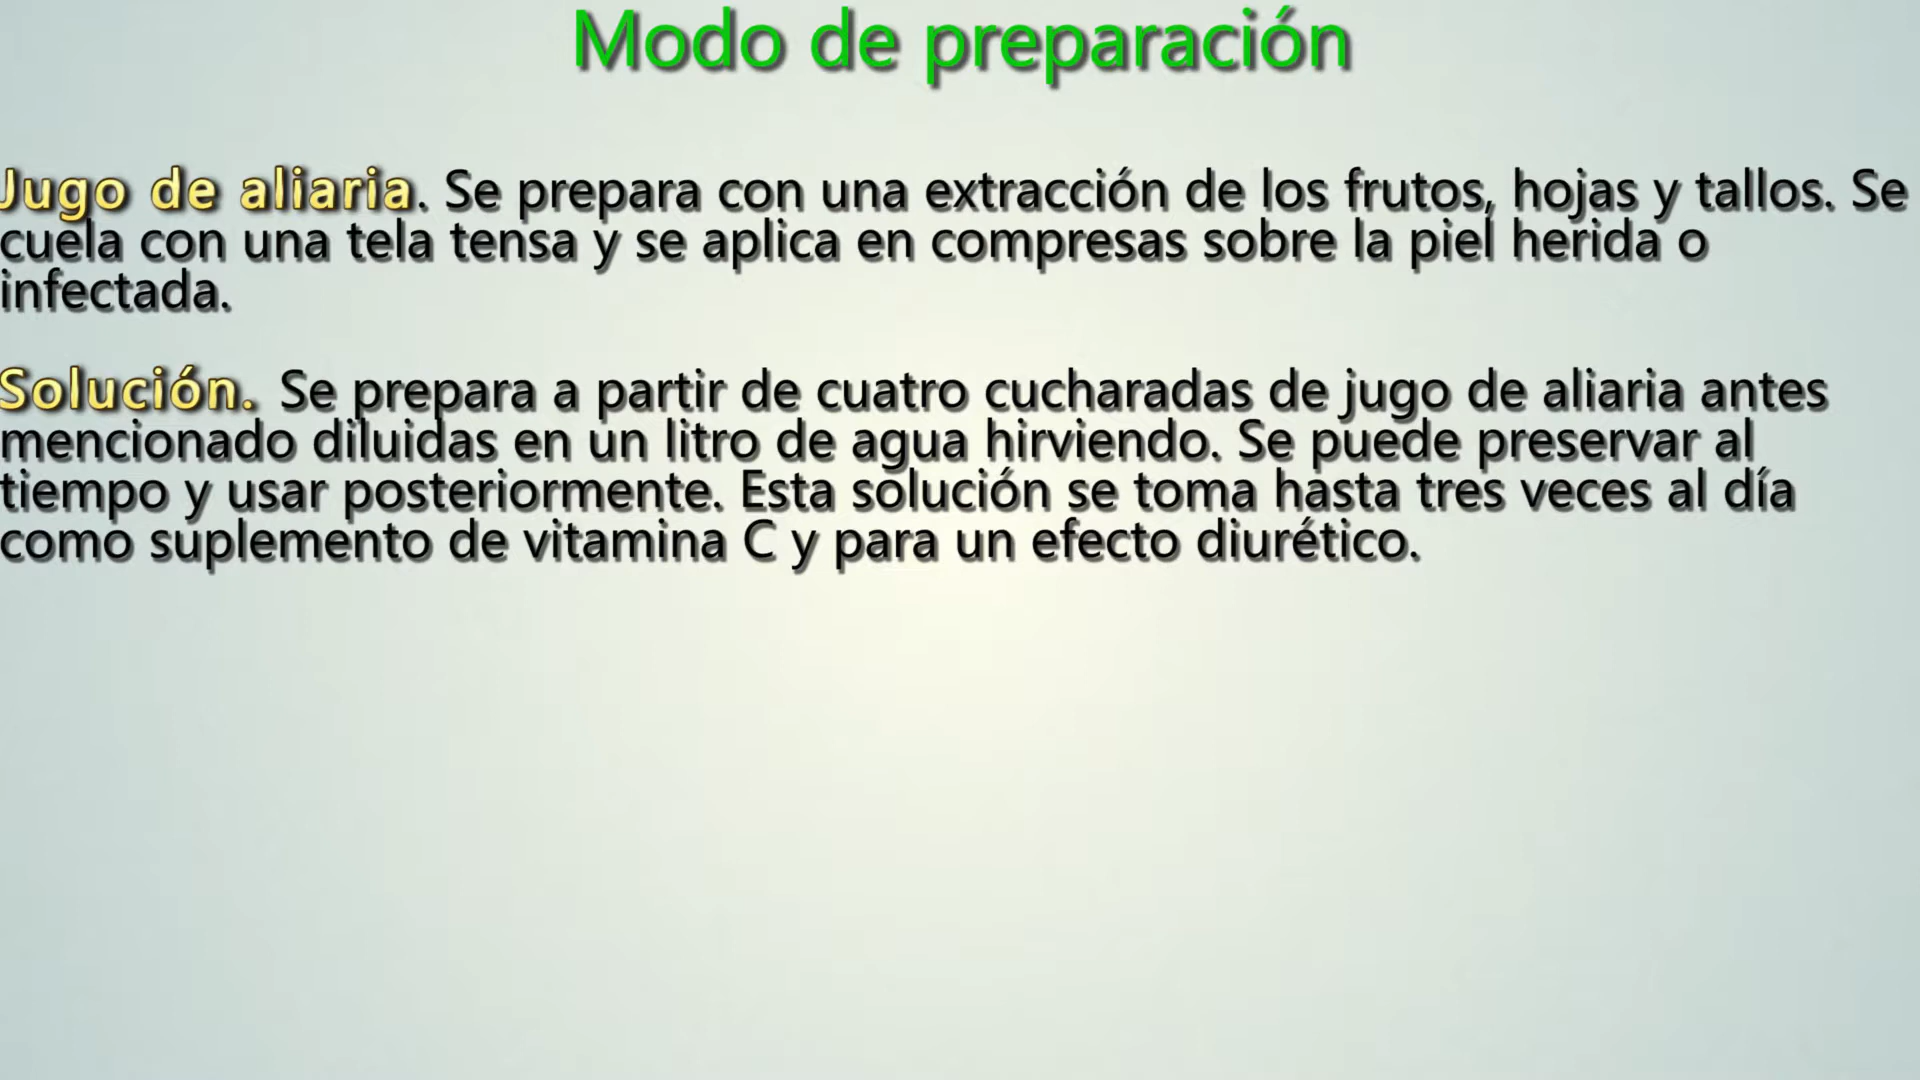 Modo de preparación
Jugo de aliaria. Se prepara con una extracción de los frutos, hojas y tallos. Se
cuela con una tela tensa y se aplica en compresas sobre la piel herida o
infectada.
Solución. Se prepara a partir de cuatro cucharadas de jugo de aliaria antes
mencionado diluidas en un litro de agua hirviendo. Se puede preservar al
tiempo y usar posteriormente. Esta solución se toma hasta tres veces al día
como suplemento de vitamina C y para un efecto diurético.